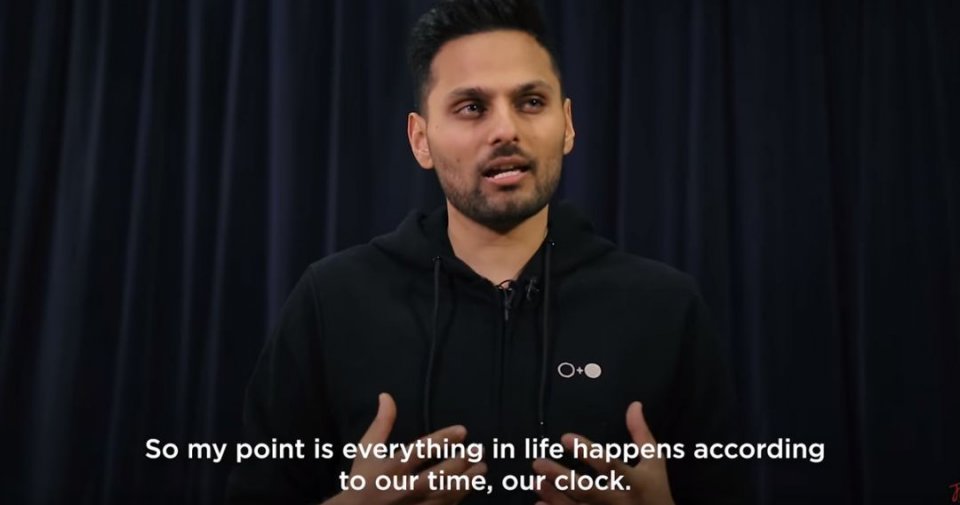 So my point is everything in life happens according
to our time, our clock.